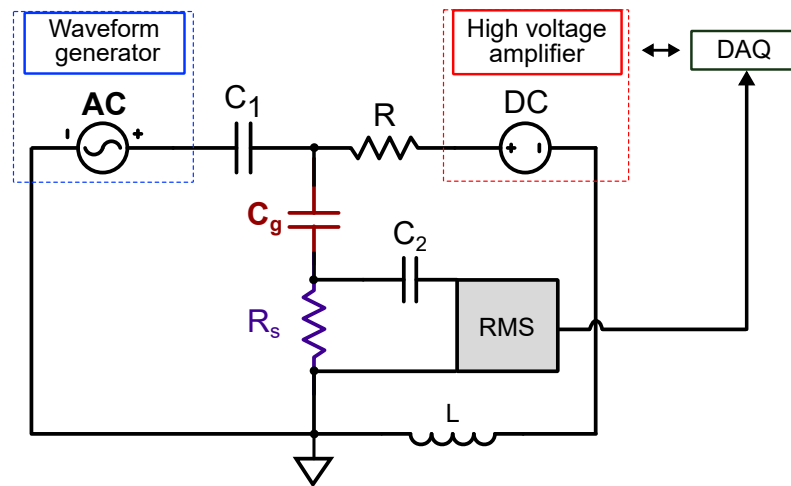 Waveform
generator
High voltage
amplifier
DAQ
AC
C1
R
DC
Cg
C2
Rs
RMS
L